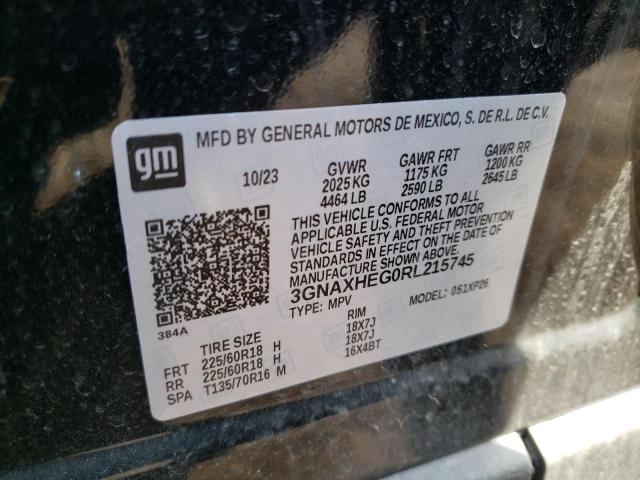 gm
MFD BY GENERAL MOTORS DE MEXICO, S. DE R.L. DE C.V.
10/23 GVWR GAWR FRT GAWR RR
2025 KG 1175 KG 1200 KG
4464 LB 2590 LB 2645 LB
THIS VEHICLE CONFORMS TO ALL
APPLICABLE U.S. FEDERAL MOTOR
VEHICLE SAFETY AND THEFT PREVENTION
STANDARDS IN EFFECT ON THE DATE OF
MANUFACTURE SHOWN ABOVE.
3GNAXHEG0RL215745
TYPE: MPV MODEL: 051XP26
384A
TIRE SIZE RIM
FRT 225/60R18 H 18X7J
RR 225/60R18 H 18X7J
SPA T135/70R16 M 16X4BT